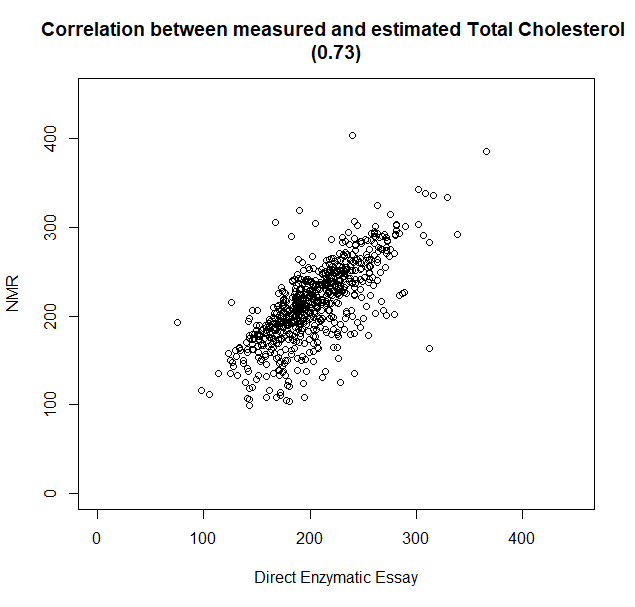 Correlation between measured and estimated Total Cholesterol
(0.73)
400
300
200
100
0
NMR
0 100 200 300 400
Direct Enzymatic Essay